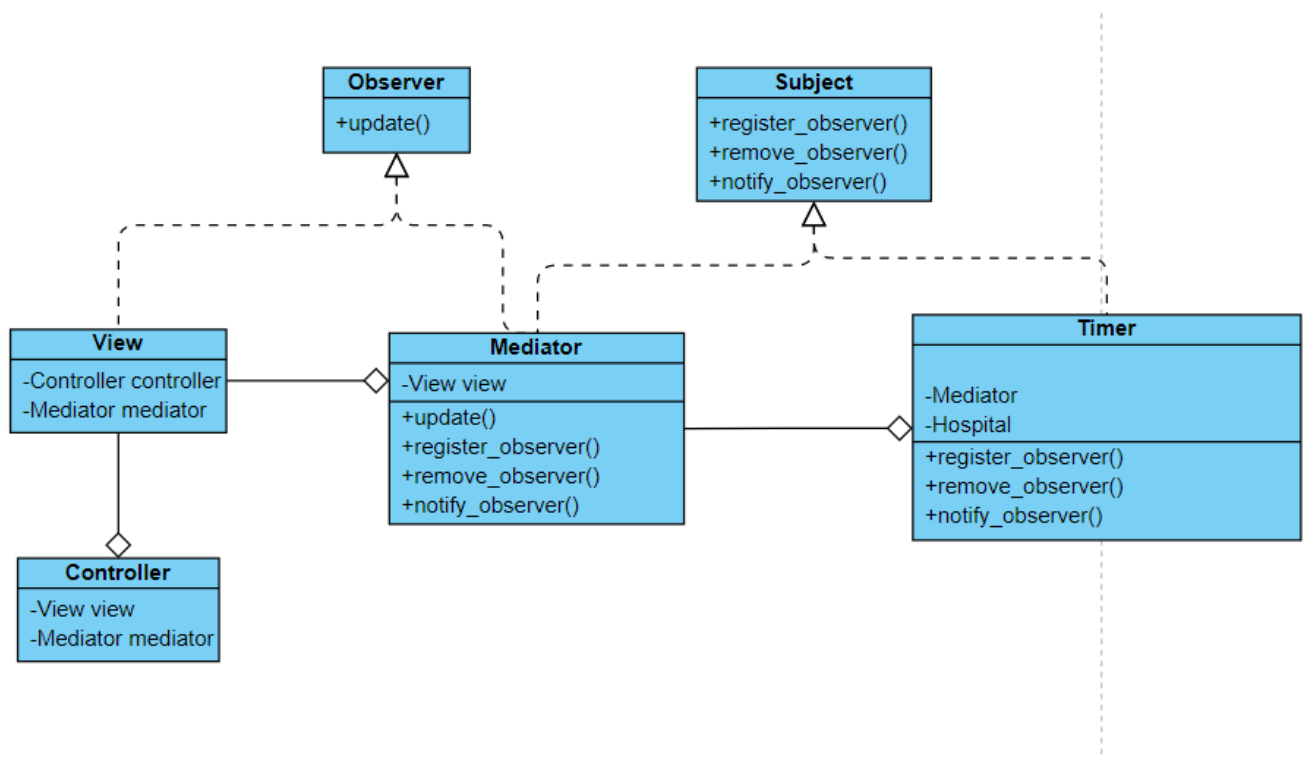 Observer
+update()
Subject
+register_observer()
+remove_observer()
+notify_observer()
View
-Controller controller
-Mediator mediator
Mediator
-View view
+update()
+register_observer()
+remove_observer()
+notify_observer()
Timer
-Mediator
-Hospital
+register_observer()
+remove_observer()
+notify_observer()
Controller
-View view
-Mediator mediator